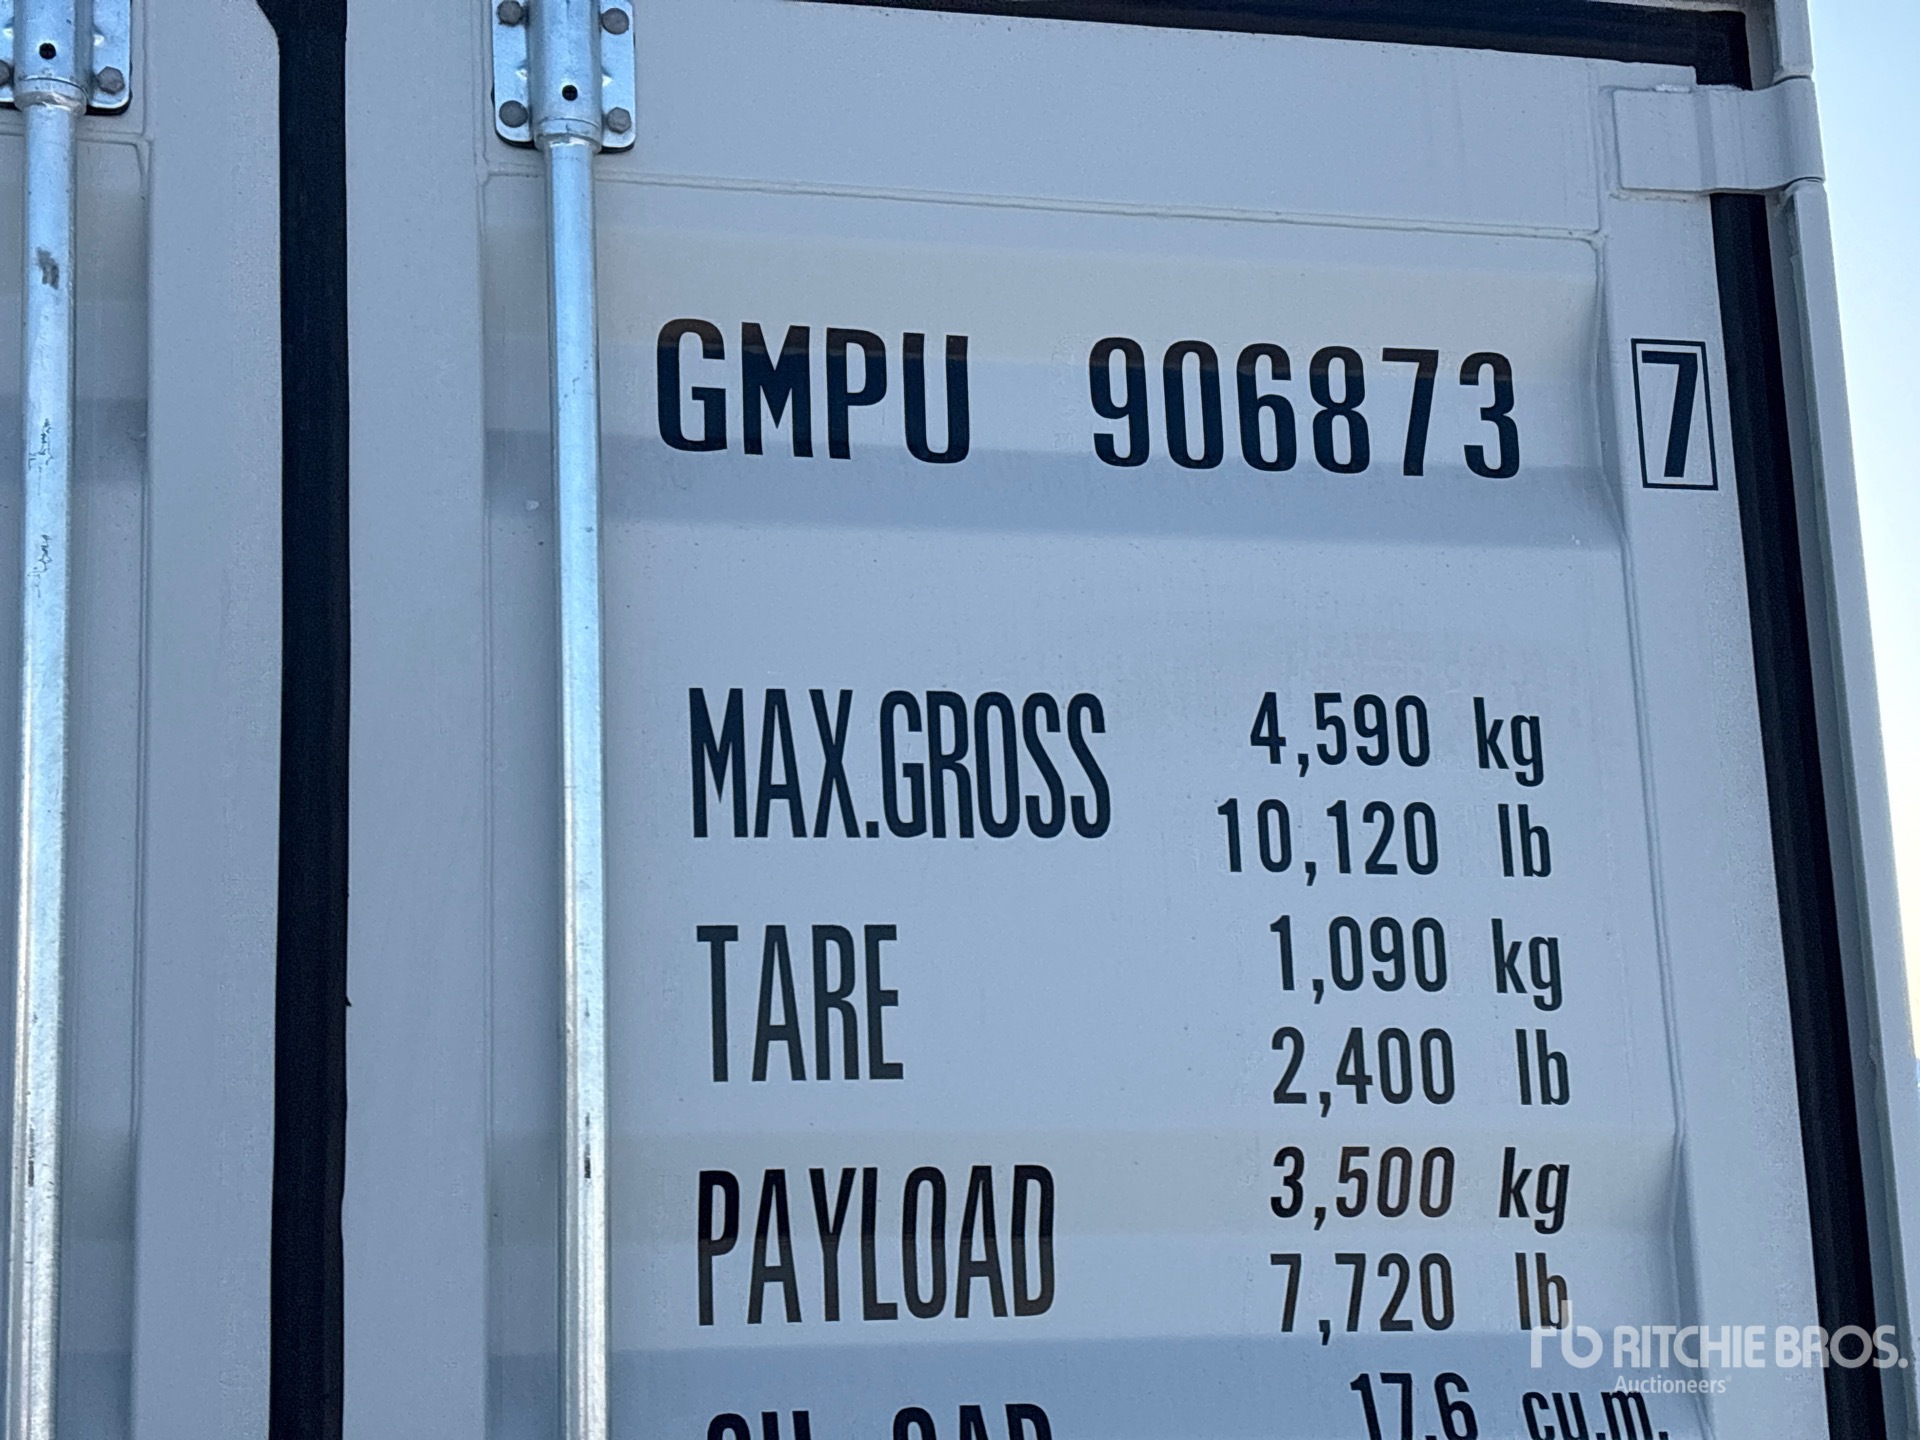 GMPU 906873 7
MAX.GROSS 4,590 kg
10,120 lb
TARE 1,090 kg
2,400 lb
PAYLOAD 3,500 kg
7,720 lb
17.6 cu.m.
rb RITCHIE BROS.
Auctioneers